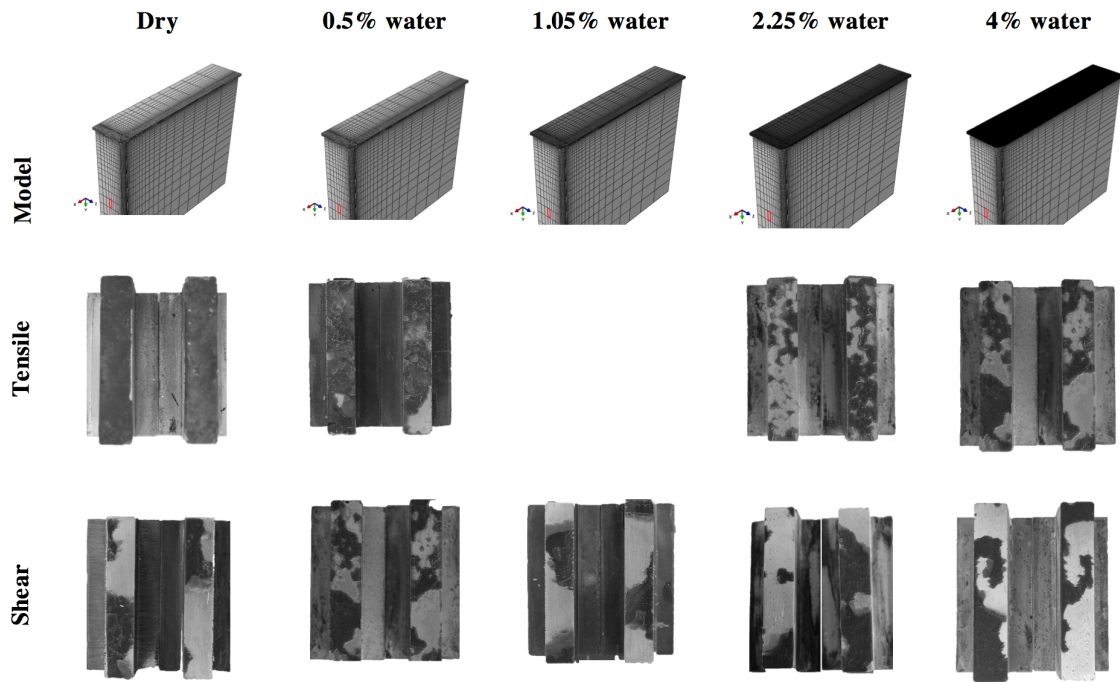 Dry 0.5% water 1.05% water 2.25% water 4% water
Model
X Y Z X Y Z X Y Z X Y Z X Y Z
Tensile
Shear